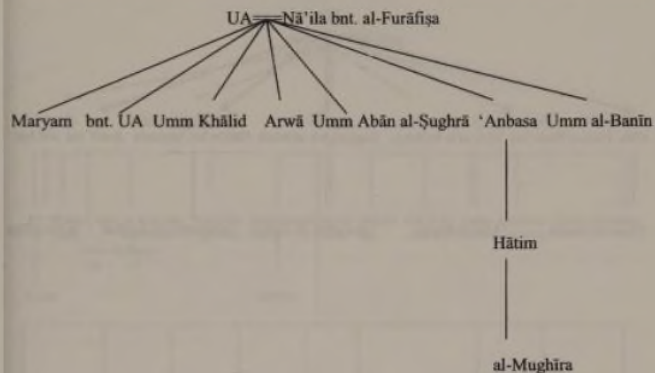 UA══Nā’ila bnt. al-Furāfiṣa
Maryam bnt. UA Umm Khālid Arwā Umm Abān al-Ṣughrā ‘Anbasa Umm al-Banīn
Hātim
al-Mughīra